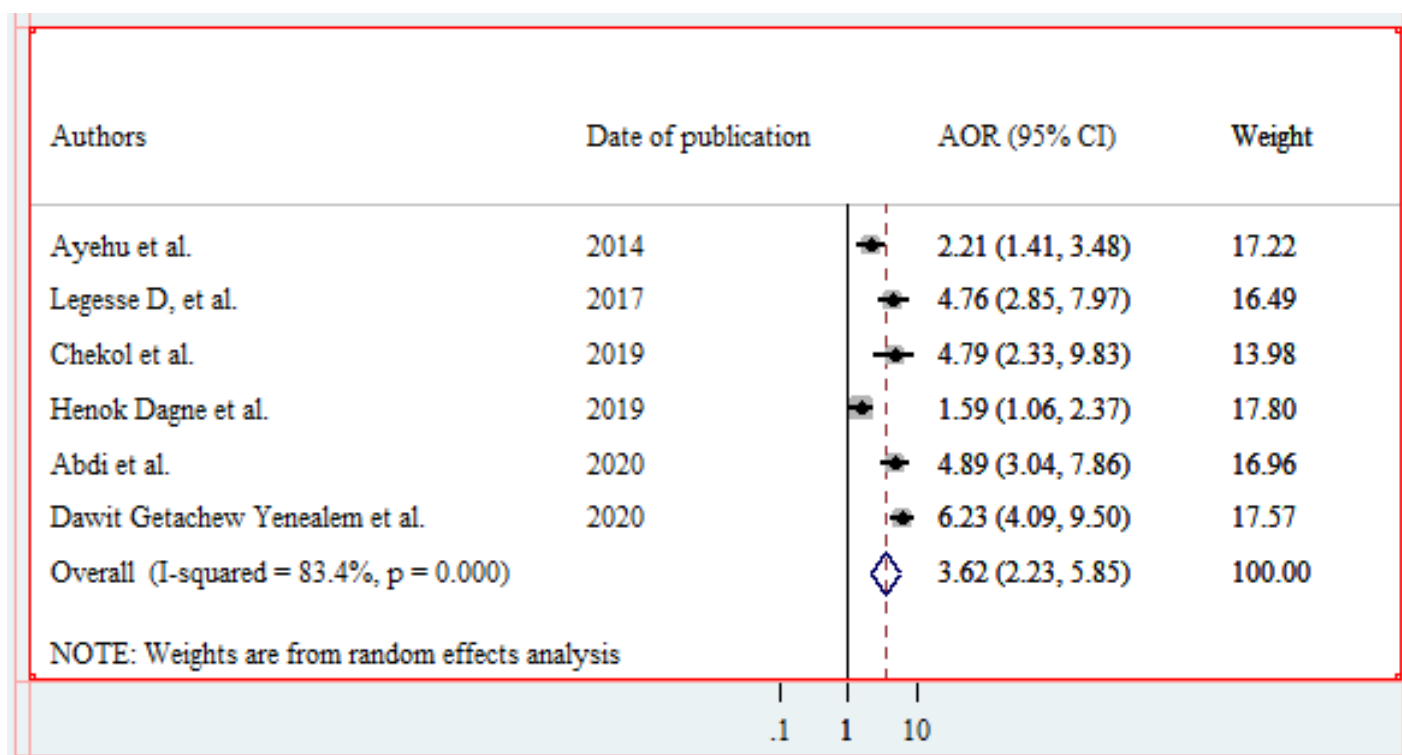 Authors Date of publication AOR (95% CI) Weight
Ayehu et al. 2014 2.21 (1.41, 3.48) 17.22
Legesse D, et al. 2017 4.76 (2.85, 7.97) 16.49
Chekol et al. 2019 4.79 (2.33, 9.83) 13.98
Henok Dagne et al. 2019 1.59 (1.06, 2.37) 17.80
Abdi et al. 2020 4.89 (3.04, 7.86) 16.96
Dawit Getachew Yenealem et al. 2020 6.23 (4.09, 9.50) 17.57
Overall (I-squared = 83.4%, p = 0.000) 3.62 (2.23, 5.85) 100.00
NOTE: Weights are from random effects analysis
.1 1 10